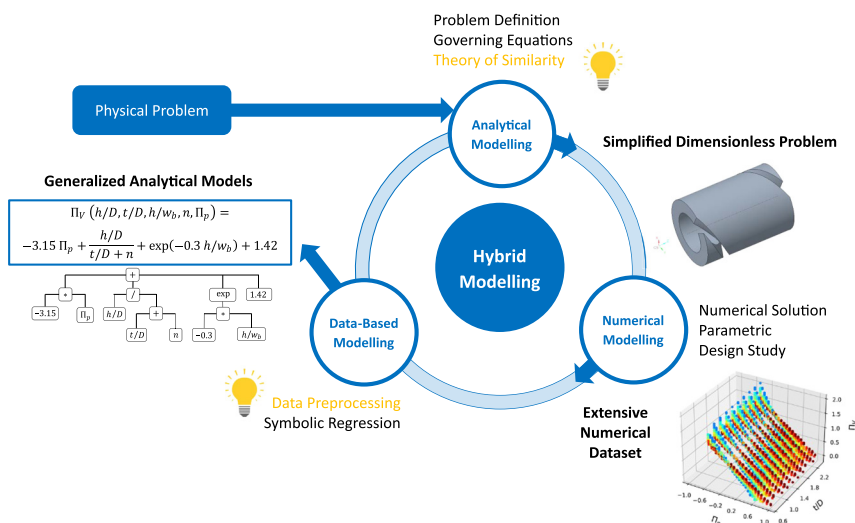 Problem Definition
Governing Equations
Theory of Similarity
Physical Problem
Analytical
Modelling
Simplified Dimensionless Problem
Generalized Analytical Models
Π_V (h/D, t/D, h/w_b, n, Π_p) =
−3.15 Π_p + (h/D)/(t/D + n) + exp(−0.3 h/w_b) + 1.42
+
* / exp 1.42
−3.15 Π_p h/D + *
t/D n −0.3 h/w_b
Hybrid
Modelling
Data-Based
Modelling
Numerical
Modelling
Numerical Solution
Parametric
Design Study
Data Preprocessing
Symbolic Regression
Extensive
Numerical
Dataset
2.0
1.5
1.0
0.5
0.0
−1.0
−0.6
−0.2
0.2
0.6
1.0
0.6
1.0
1.4
1.8
2.2
t/D